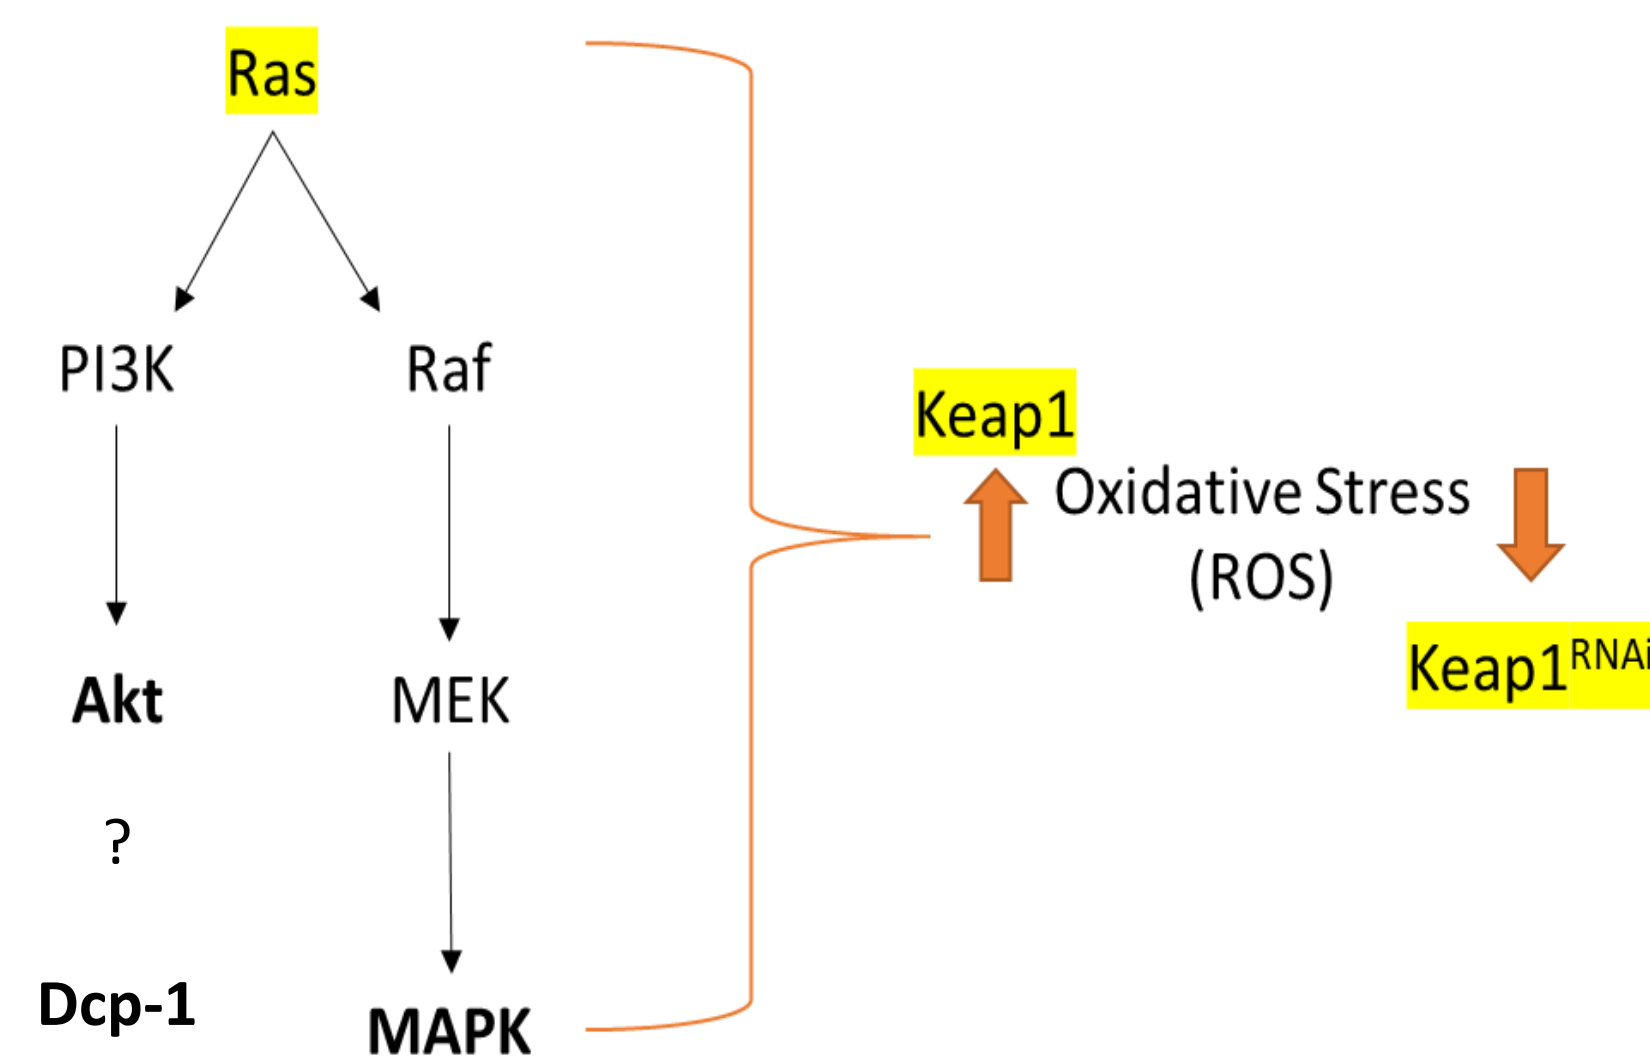 Ras
PI3K
Raf
Akt
MEK
?
Dcp-1
MAPK
Keap1
Oxidative Stress
(ROS)
Keap1RNAi